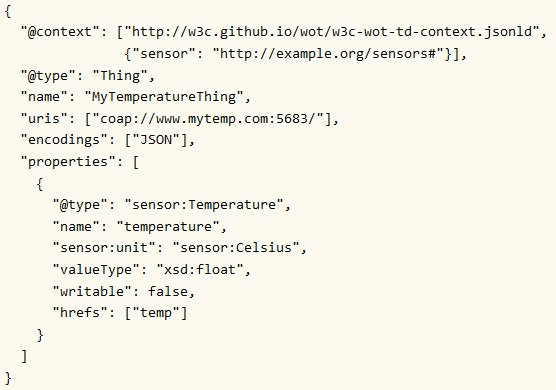 {
  "@context": ["http://w3c.github.io/wot/w3c-wot-td-context.jsonld",
               {"sensor": "http://example.org/sensors#"}],
  "@type": "Thing",
  "name": "MyTemperatureThing",
  "uris": ["coap://www.mytemp.com:5683/"],
  "encodings": ["JSON"],
  "properties": [
    {
      "@type": "sensor:Temperature",
      "name": "temperature",
      "sensor:unit": "sensor:Celsius",
      "valueType": "xsd:float",
      "writable": false,
      "hrefs": ["temp"]
    }
  ]
}